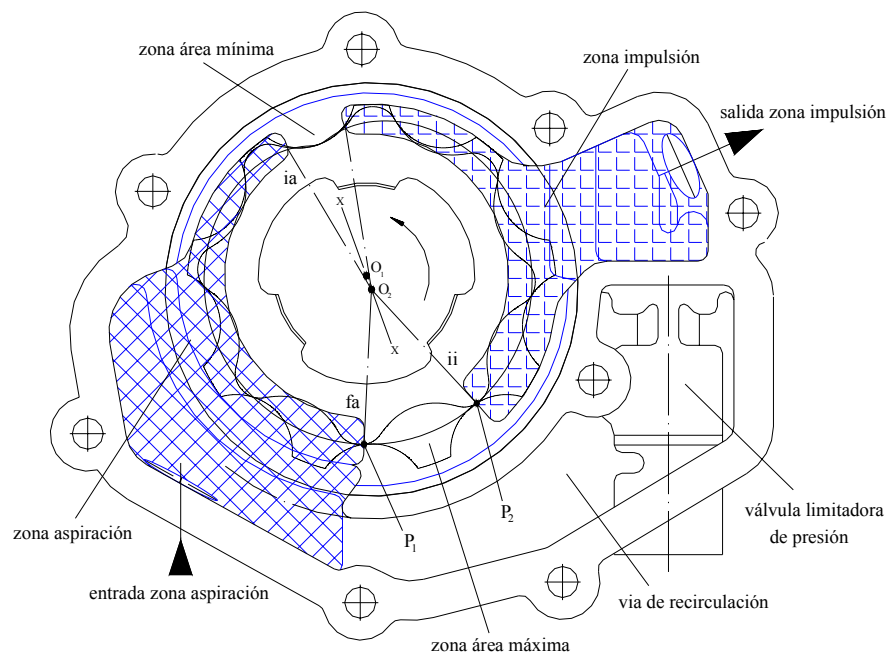 zona área mínima
zona impulsión
salida zona impulsión
ia
x
O1
O2
x
ii
fa
P1
P2
zona aspiración
entrada zona aspiración
válvula limitadora
de presión
via de recirculación
zona área máxima